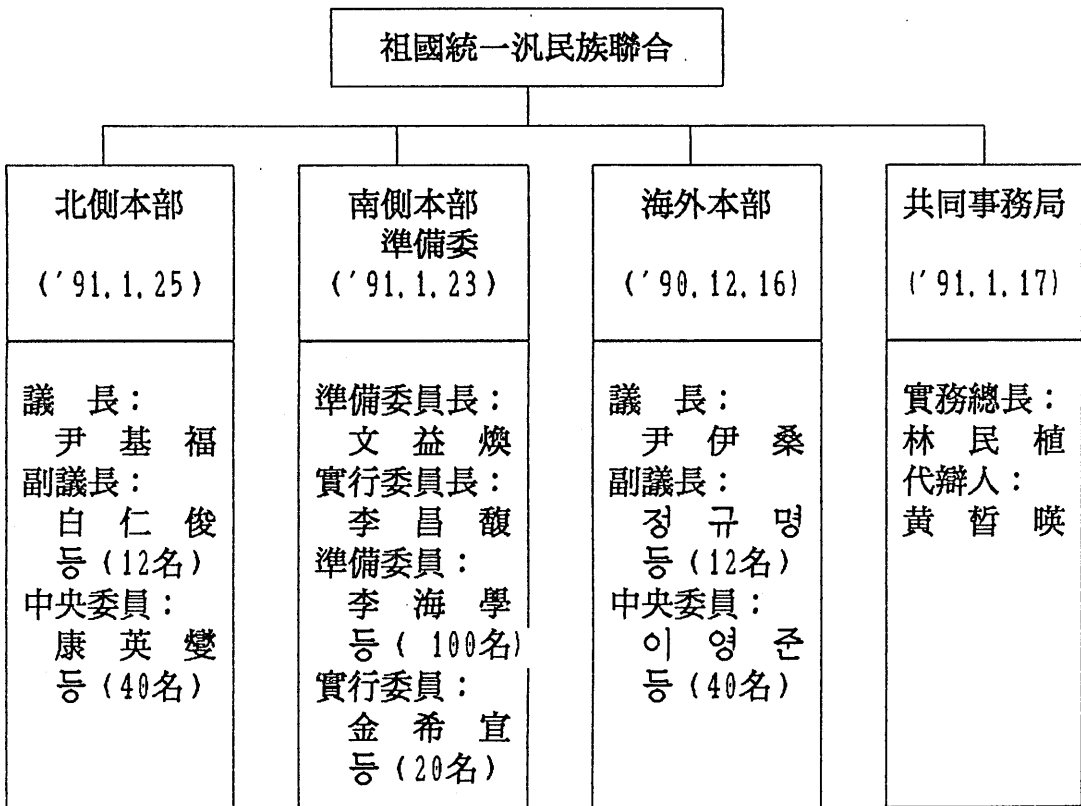 祖國統一汎民族聯合
北側本部
('91.1.25)
議 長:
尹 基 福
副議長:
白 仁 俊
등(12名)
中央委員:
康 英 燮
등(40名)
南側本部
準備委
('91.1.23)
準備委員長:
文 益 煥
實行委員長:
李 昌 馥
準備委員:
李 海 學
등( 100名)
實行委員:
金 希 宣
등(20名)
海外本部
('90.12.16)
議 長:
尹 伊 桑
副議長:
정 규 명
등(12名)
中央委員:
이 영 준
등(40名)
共同事務局
('91.1.17)
實務總長:
林 民 植
代辯人:
黃 晳 暎